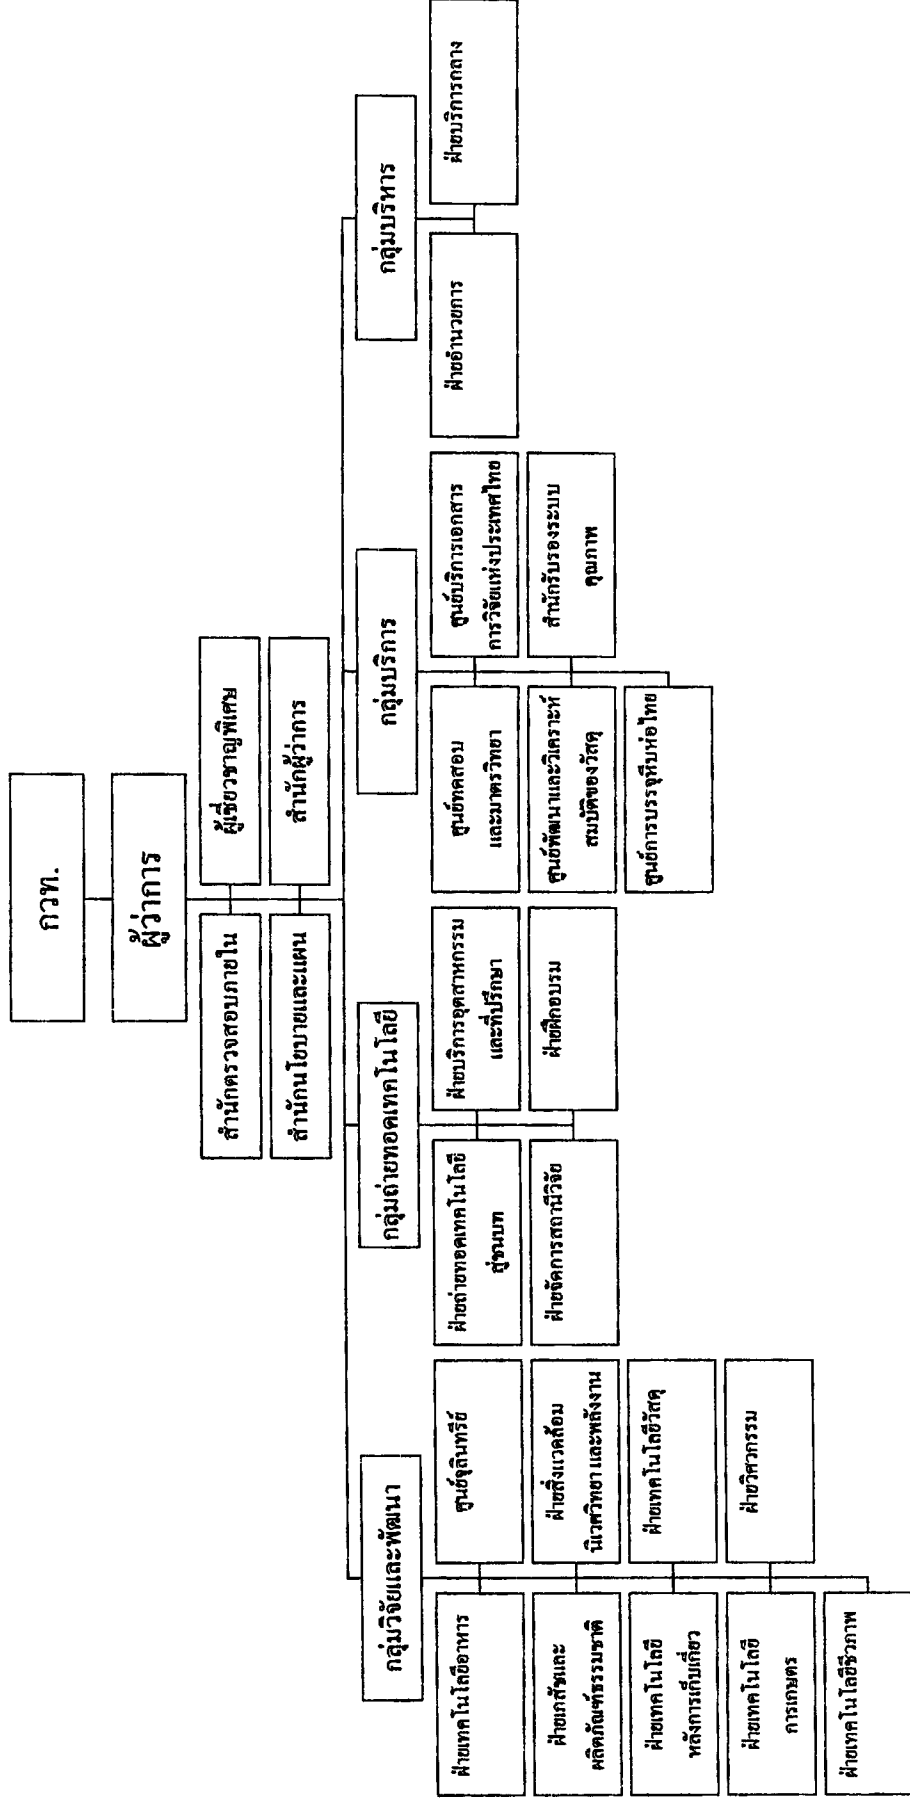 กวท.
ผู้ว่าการ
สำนักตรวจสอบภายใน
ผู้เชี่ยวชาญพิเศษ
สำนักนโยบายและแผน
สำนักผู้ว่าการ
กลุ่มวิจัยและพัฒนา
กลุ่มถ่ายทอดเทคโนโลยี
กลุ่มบริการ
กลุ่มบริหาร
ฝ่ายเทคโนโลยีอาหาร
ศูนย์จุลินทรีย์
ฝ่ายเภสัชและ
ผลิตภัณฑ์ธรรมชาติ
ฝ่ายสิ่งแวดล้อม
นิเวศวิทยา และพลังงาน
ฝ่ายเทคโนโลยี
หลังการเก็บเกี่ยว
ฝ่ายเทคโนโลยีวัสดุ
ฝ่ายเทคโนโลยี
การเกษตร
ฝ่ายวิศวกรรม
ฝ่ายเทคโนโลยีชีวภาพ
ฝ่ายถ่ายทอดเทคโนโลยี
สู่ชนบท
ฝ่ายบริการอุตสาหกรรม
และที่ปรึกษา
ฝ่ายจัดการสถานีวิจัย
ฝ่ายฝึกอบรม
ศูนย์ทดสอบ
และมาตรวิทยา
ศูนย์บริการเอกสาร
การวิจัยแห่งประเทศไทย
ศูนย์พัฒนาและวิเคราะห์
สมบัติของวัสดุ
สำนักรับรองระบบ
คุณภาพ
ศูนย์การบรรจุหีบห่อไทย
ฝ่ายอำนวยการ
ฝ่ายบริการกลาง